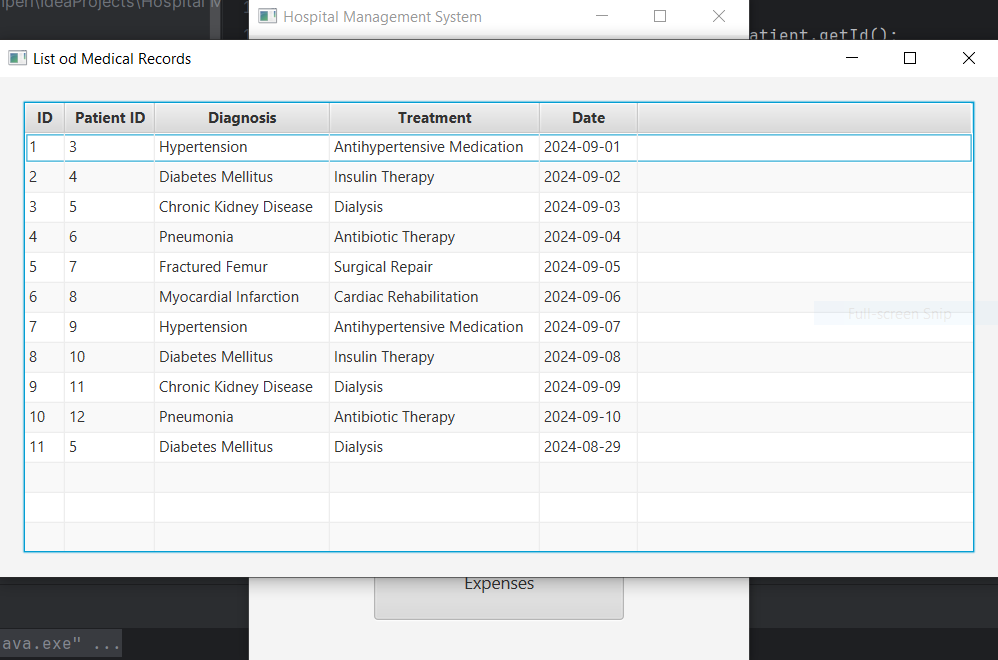 mpen\IdeaProjects\Hospital M
Hospital Management System
atient.getId();
List od Medical Records
ID Patient ID Diagnosis Treatment Date
1 3 Hypertension Antihypertensive Medication 2024-09-01
2 4 Diabetes Mellitus Insulin Therapy 2024-09-02
3 5 Chronic Kidney Disease Dialysis 2024-09-03
4 6 Pneumonia Antibiotic Therapy 2024-09-04
5 7 Fractured Femur Surgical Repair 2024-09-05
6 8 Myocardial Infarction Cardiac Rehabilitation 2024-09-06
Full-screen Snip
7 9 Hypertension Antihypertensive Medication 2024-09-07
8 10 Diabetes Mellitus Insulin Therapy 2024-09-08
9 11 Chronic Kidney Disease Dialysis 2024-09-09
10 12 Pneumonia Antibiotic Therapy 2024-09-10
11 5 Diabetes Mellitus Dialysis 2024-08-29
Expenses
ava.exe" ...